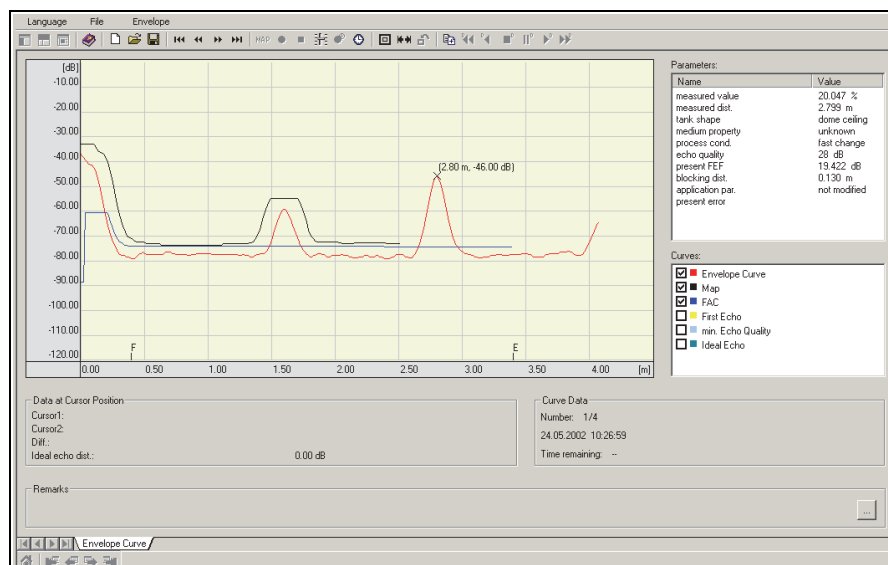 Language File Envelope
MAP
[dB]
-10.00
-20.00
-30.00
-40.00
-50.00
-60.00
-70.00
-80.00
-90.00
-100.00
-110.00
-120.00
(2.80 m, -46.00 dB)
F
E
0.00 0.50 1.00 1.50 2.00 2.50 3.00 3.50 4.00 [m]
Parameters:
Name Value
measured value 20.047 %
measured dist. 2.799 m
tank shape dome ceiling
medium property unknown
process cond. fast change
echo quality 28 dB
present FEF 19.422 dB
blocking dist. 0.130 m
application par. not modified
present error
Curves:
Envelope Curve
Map
FAC
First Echo
min. Echo Quality
Ideal Echo
Data at Cursor Position
Cursor1:
Cursor2:
Diff.:
Ideal echo dist.: 0.00 dB
Curve Data
Number: 1/4
24.05.2002 10:26:59
Time remaining: --
Remarks
...
Envelope Curve